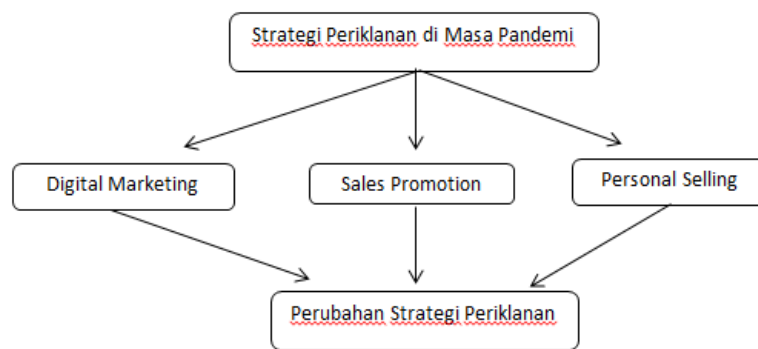 Strategi Periklanan di Masa Pandemi
Digital Marketing
Sales Promotion
Personal Selling
Perubahan Strategi Periklanan